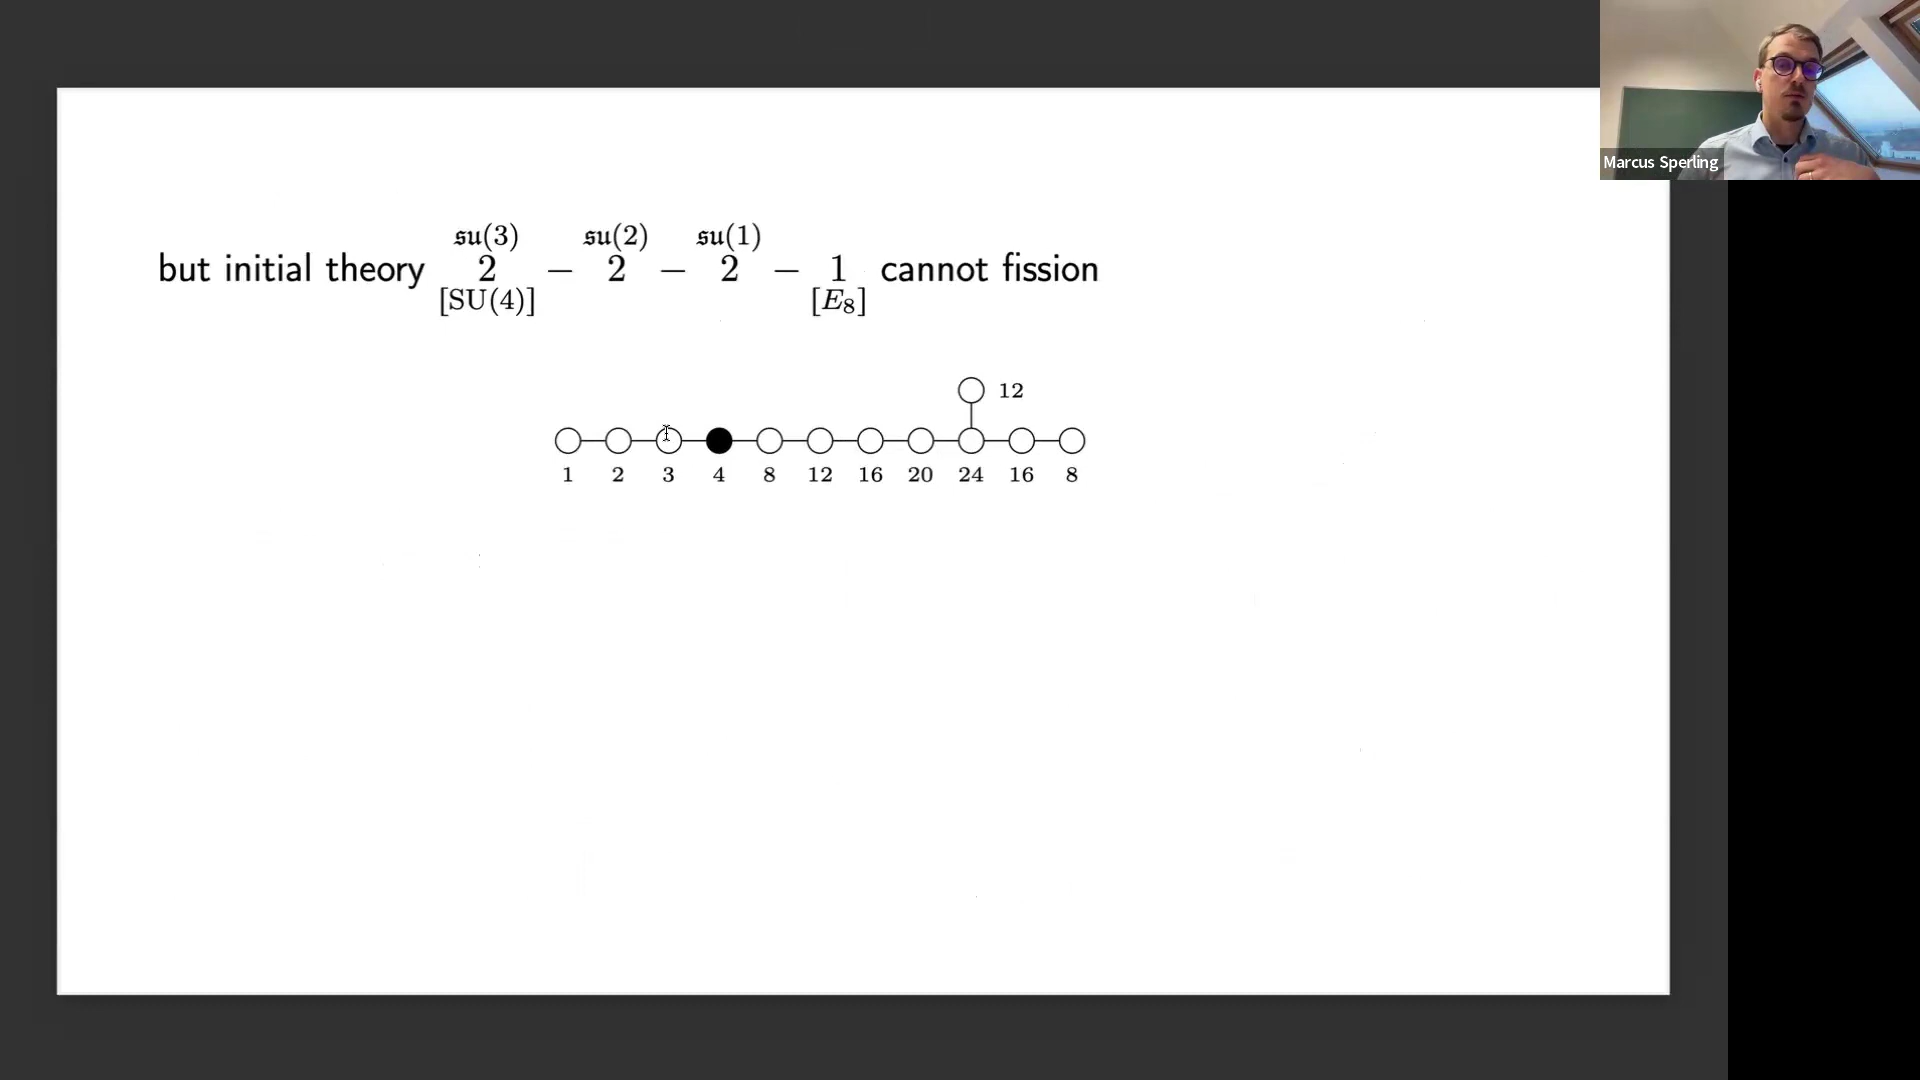 Marcus Sperling
𝔰𝔲(3) 𝔰𝔲(2) 𝔰𝔲(1)
but initial theory 2 − 2 − 2 − 1 cannot fission
[SU(4)] [E₈]
12
1 2 3 4 8 12 16 20 24 16 8